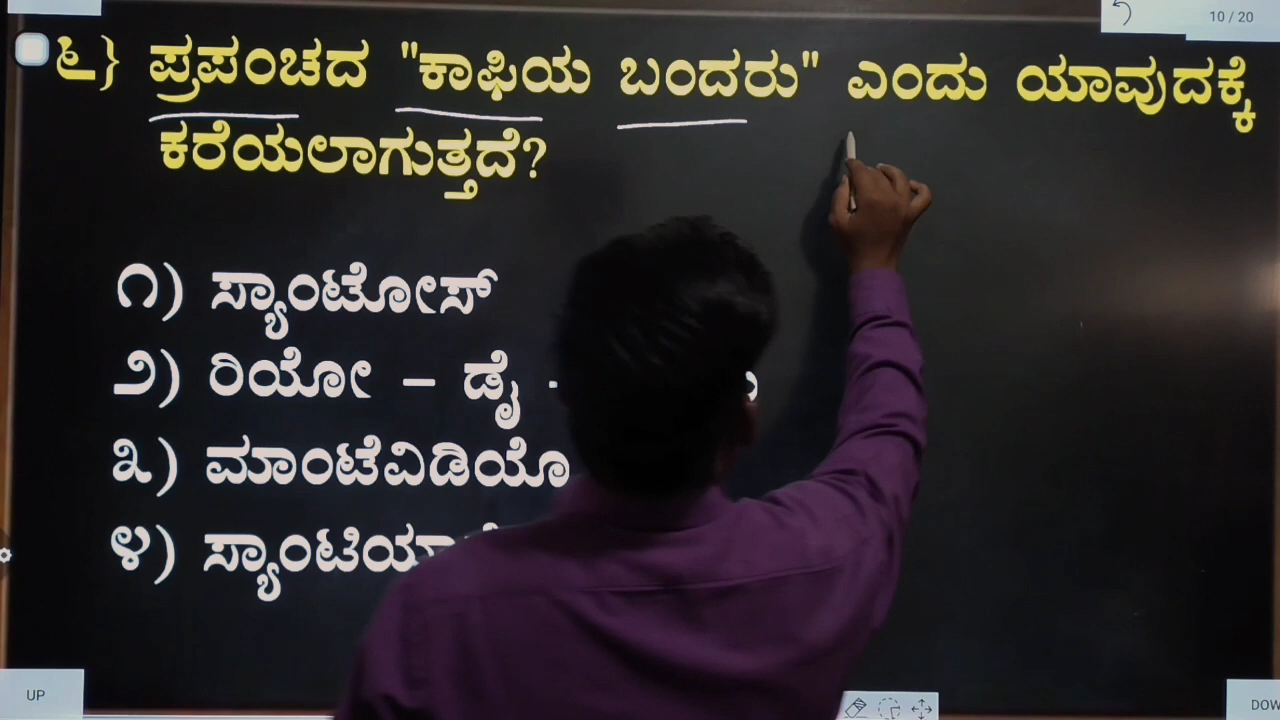 10 / 20
೬} ಪ್ರಪಂಚದ "ಕಾಫಿಯ ಬಂದರು" ಎಂದು ಯಾವುದಕ್ಕೆ
ಕರೆಯಲಾಗುತ್ತದೆ?
೧) ಸ್ಯಾಂಟೋಸ್
೨) ರಿಯೋ – ಡೈ -
೩) ಮಾಂಟೆವಿಡಿಯೊ
೪)
UP